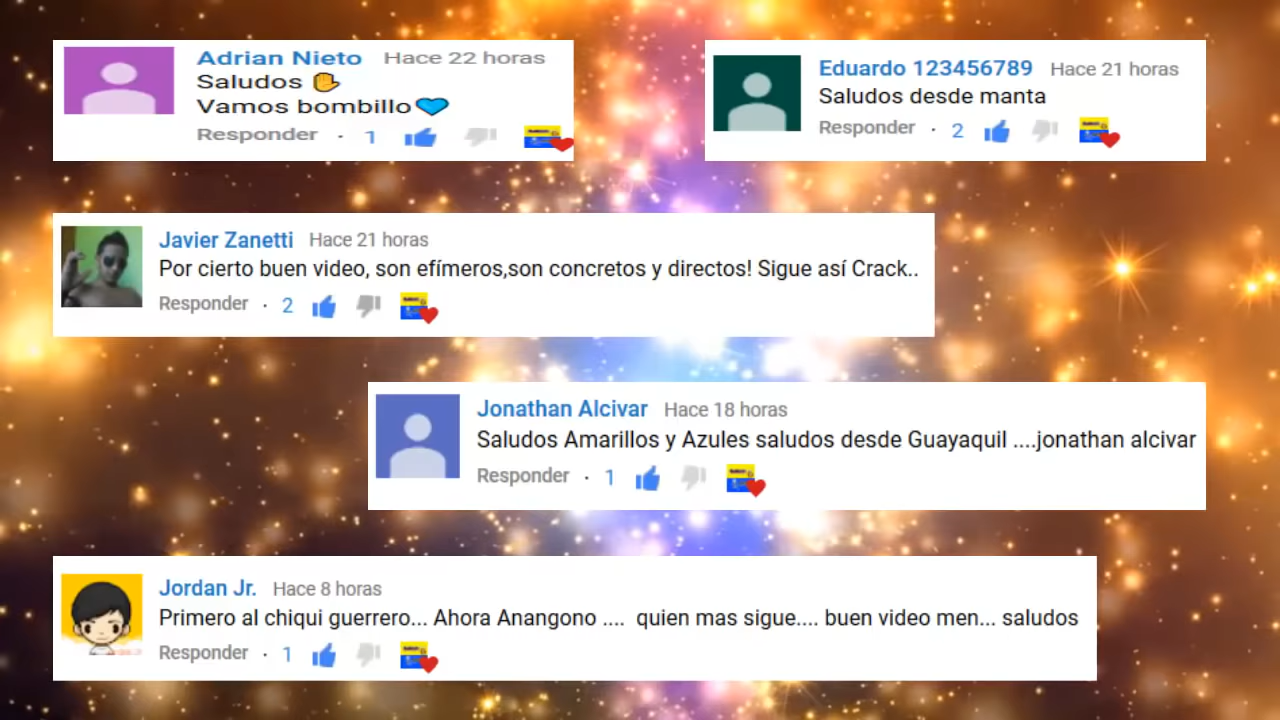 Adrian Nieto Hace 22 horas
Saludos ✋
Vamos bombillo💙
Responder · 1
Eduardo 123456789 Hace 21 horas
Saludos desde manta
Responder · 2
Javier Zanetti Hace 21 horas
Por cierto buen video, son efímeros,son concretos y directos! Sigue así Crack..
Responder · 2
Jonathan Alcivar Hace 18 horas
Saludos Amarillos y Azules saludos desde Guayaquil ....jonathan alcivar
Responder · 1
Jordan Jr. Hace 8 horas
Primero al chiqui guerrero... Ahora Anangono .... quien mas sigue.... buen video men... saludos
Responder · 1